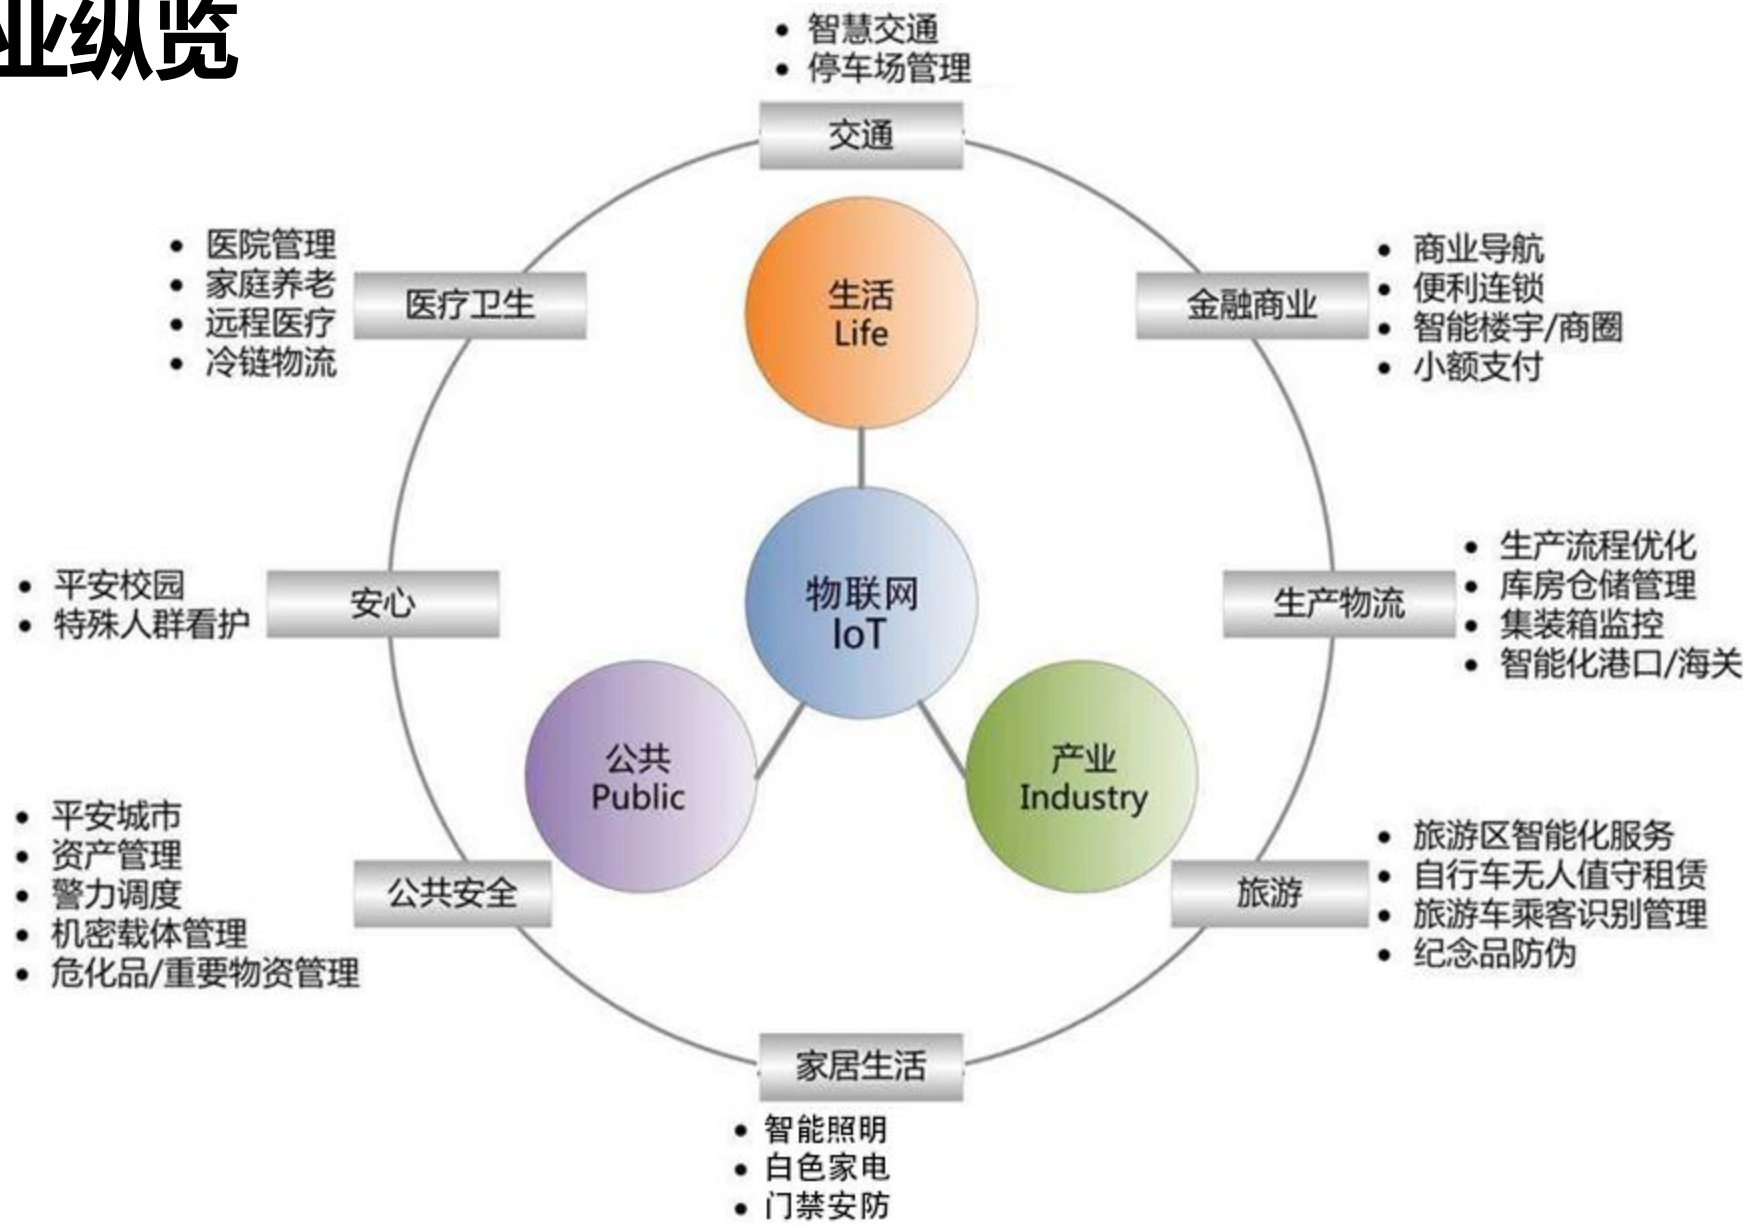 业纵览
• 智慧交通
• 停车场管理
交通
• 医院管理
• 家庭养老
• 远程医疗
• 冷链物流
医疗卫生
生活
Life
金融商业
• 商业导航
• 便利连锁
• 智能楼宇/商圈
• 小额支付
• 平安校园
• 特殊人群看护
安心
物联网
IoT
生产物流
• 生产流程优化
• 库房仓储管理
• 集装箱监控
• 智能化港口/海关
公共
Public
产业
Industry
• 平安城市
• 资产管理
• 警力调度
• 机密载体管理
• 危化品/重要物资管理
公共安全
旅游
• 旅游区智能化服务
• 自行车无人值守租赁
• 旅游车乘客识别管理
• 纪念品防伪
家居生活
• 智能照明
• 白色家电
• 门禁安防